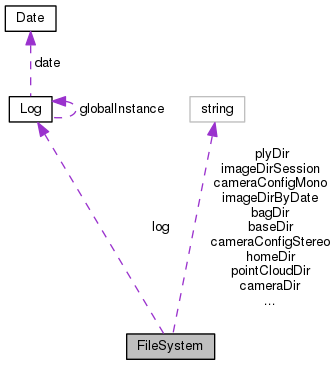 Date
date
Log
globalInstance
string
plyDir
imageDirSession
cameraConfigMono
imageDirByDate
bagDir
baseDir
cameraConfigStereo
homeDir
pointCloudDir
cameraDir
...
log
FileSystem